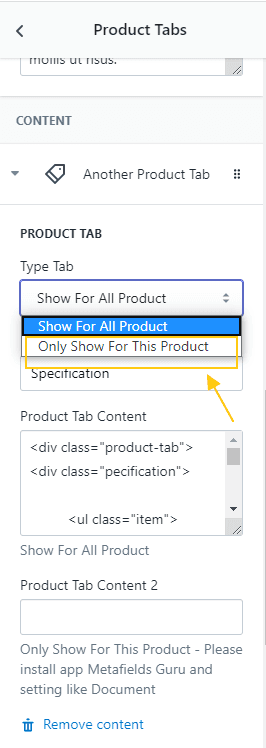 Product Tabs
mollis ut risus.
CONTENT
Another Product Tab
PRODUCT TAB
Type Tab
Show For All Product
Show For All Product
Only Show For This Product
Specification
Product Tab Content
<div class="product-tab">
<div class="pecification">
<ul class="item">
Show For All Product
Product Tab Content 2
Only Show For This Product - Please
install app Metafields Guru and
setting like Document
Remove content